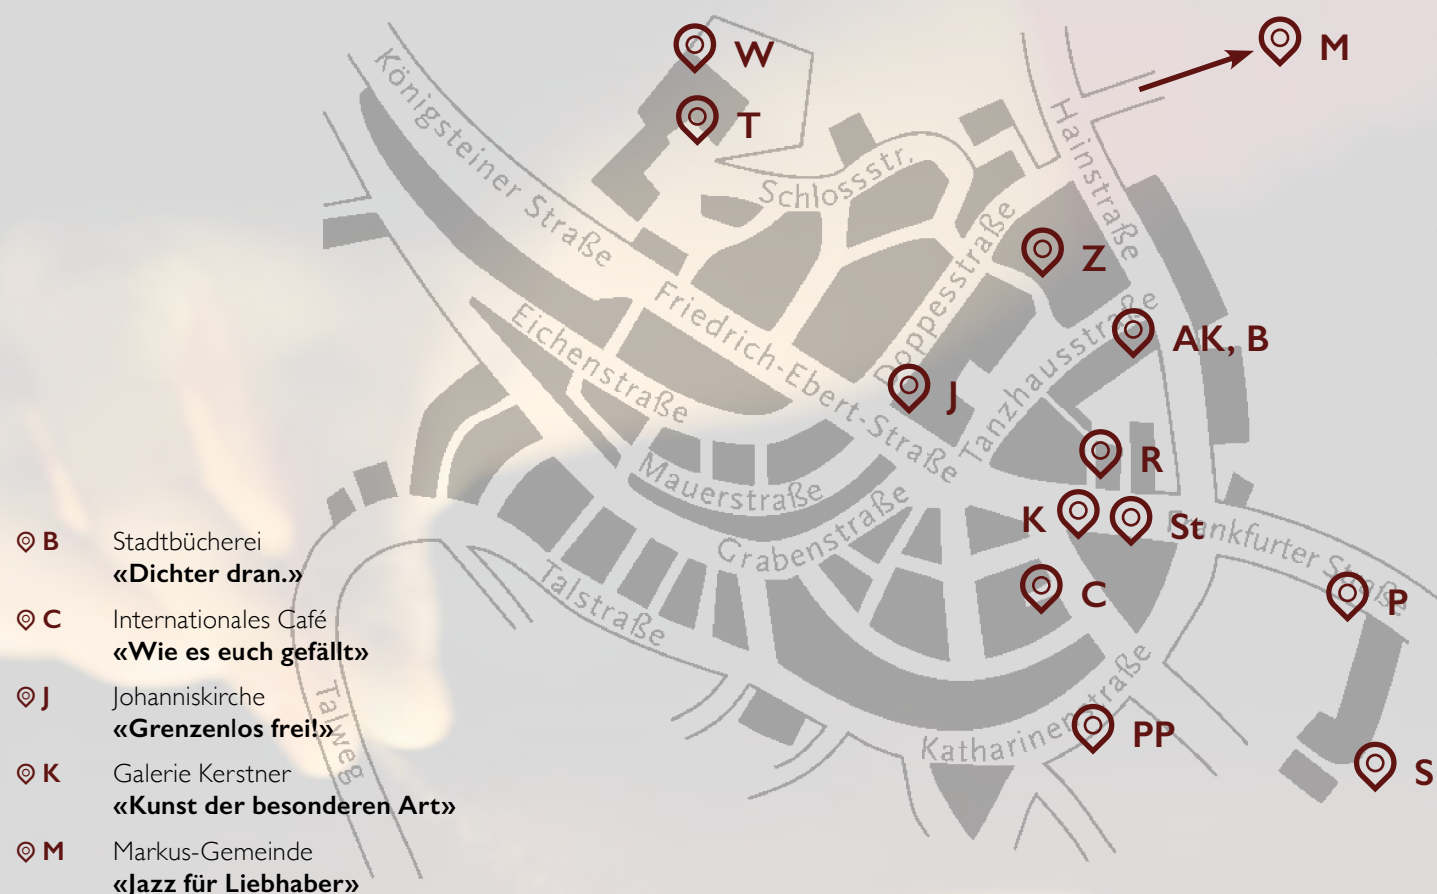 W
M
T
Königsteiner Straße
Hainstraße
Schlossstr.
Z
Doppesstraße
Friedrich-Ebert-Straße
Eichenstraße
AK, B
Tanzhausstraße
J
R
Mauerstraße
Grabenstraße
K
St
Frankfurter Straße
C
P
Talstraße
Talweg
Katharinenstraße
PP
S
B Stadtbücherei
«Dichter dran.»
C Internationales Café
«Wie es euch gefällt»
J Johanniskirche
«Grenzenlos frei!»
K Galerie Kerstner
«Kunst der besonderen Art»
M Markus-Gemeinde
«Jazz für Liebhaber»